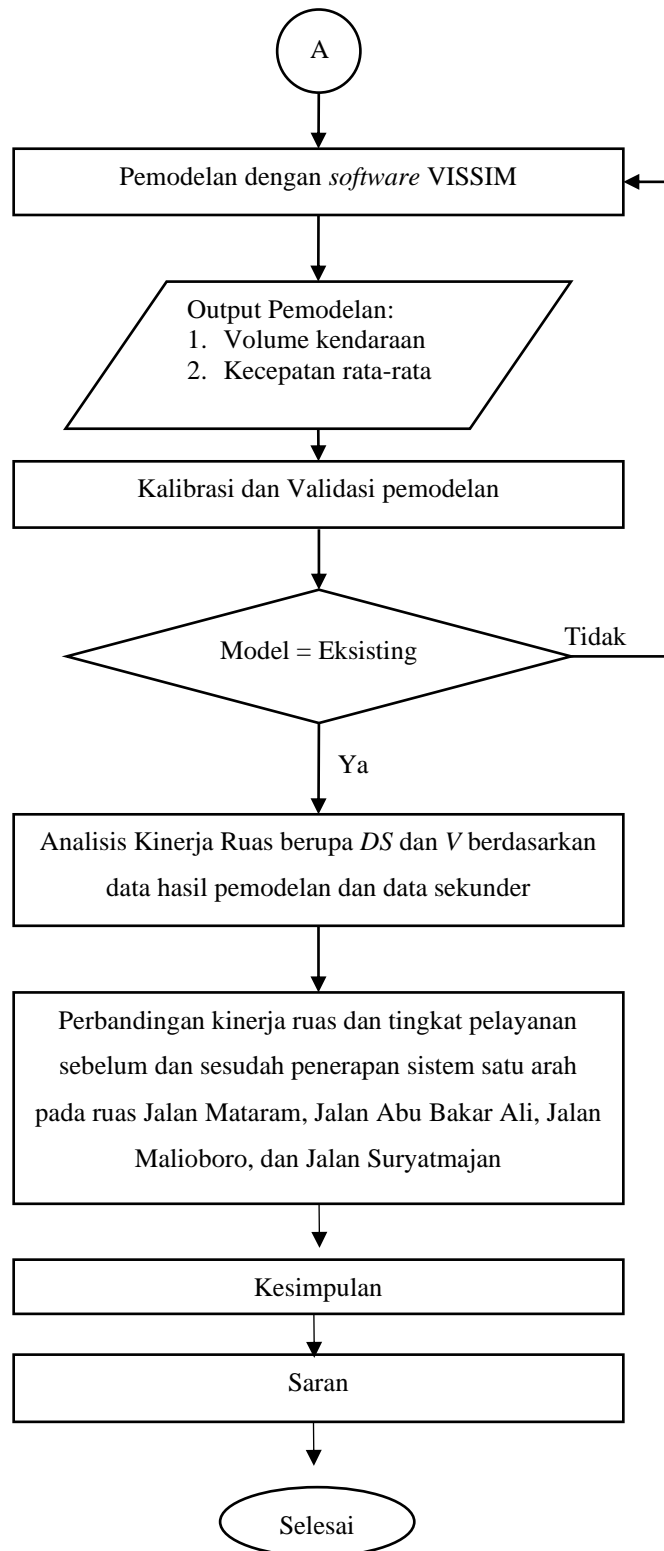 A
Pemodelan dengan software VISSIM
Output Pemodelan:
1. Volume kendaraan
2. Kecepatan rata-rata
Kalibrasi dan Validasi pemodelan
Model = Eksisting
Tidak
Ya
Analisis Kinerja Ruas berupa DS dan V berdasarkan
data hasil pemodelan dan data sekunder
Perbandingan kinerja ruas dan tingkat pelayanan
sebelum dan sesudah penerapan sistem satu arah
pada ruas Jalan Mataram, Jalan Abu Bakar Ali, Jalan
Malioboro, dan Jalan Suryatmajan
Kesimpulan
Saran
Selesai